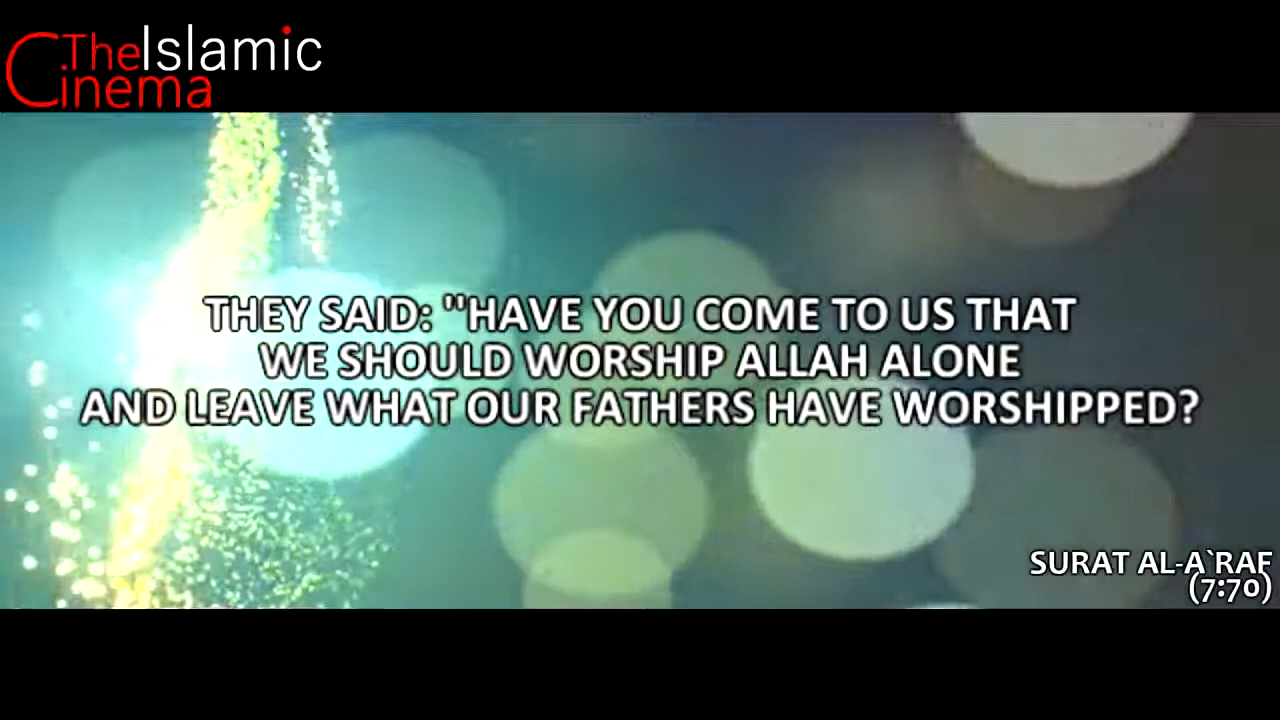 TheIslamic
Cinema
THEY SAID: "HAVE YOU COME TO US THAT
WE SHOULD WORSHIP ALLAH ALONE
AND LEAVE WHAT OUR FATHERS HAVE WORSHIPPED?
SURAT AL-A`RAF
(7:70)